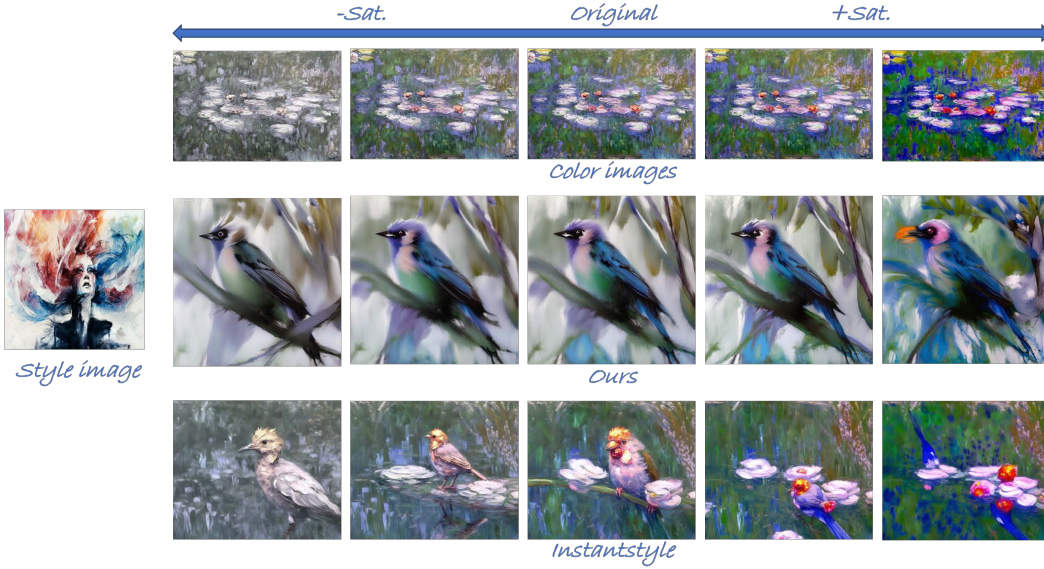 -Sat. Original +Sat.
Color images
Style image
Ours
Instantstyle